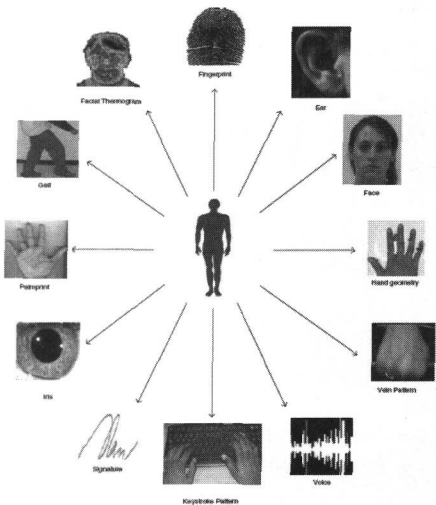 Fingerprint
Facial Thermogram
Ear
Gait
Face
Palmprint
Hand geometry
Iris
Vein Pattern
Signature
Voice
Keystroke Pattern